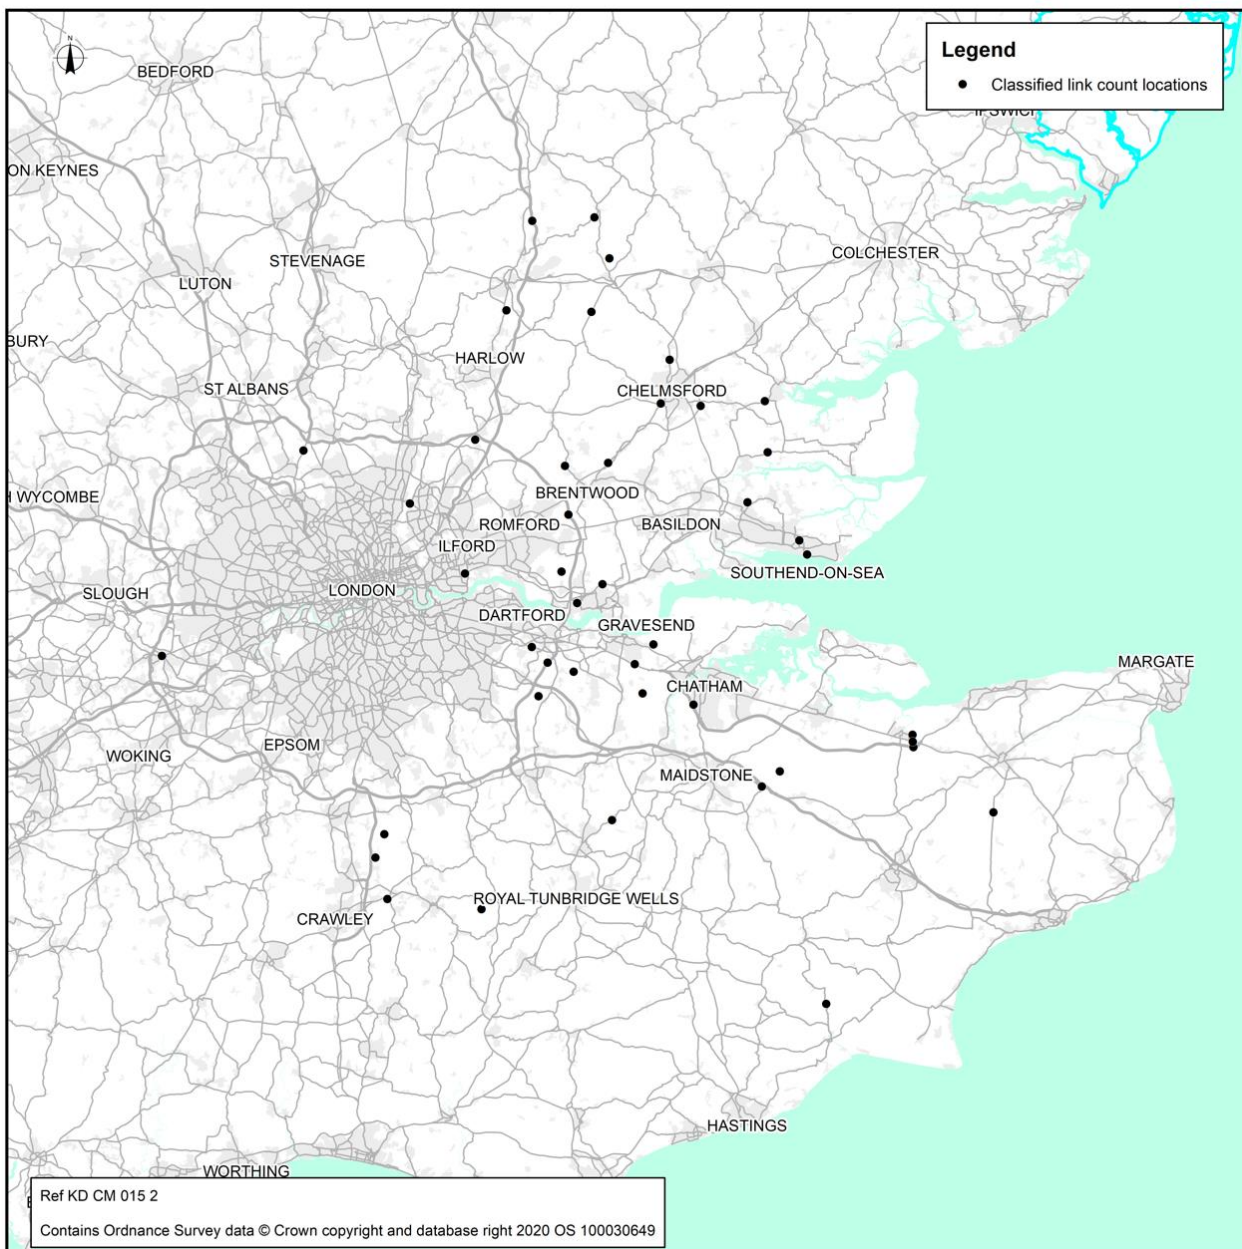 N
BEDFORD
Legend
Classified link count locations
IPSWICH
ON KEYNES
COLCHESTER
STEVENAGE
LUTON
BURY
HARLOW
ST ALBANS
CHELMSFORD
H WYCOMBE
BRENTWOOD
ROMFORD
BASILDON
ILFORD
SOUTHEND-ON-SEA
LONDON
SLOUGH
DARTFORD
GRAVESEND
MARGATE
CHATHAM
EPSOM
WOKING
MAIDSTONE
ROYAL TUNBRIDGE WELLS
CRAWLEY
HASTINGS
WORTHING
Ref KD CM 015 2
Contains Ordnance Survey data © Crown copyright and database right 2020 OS 100030649